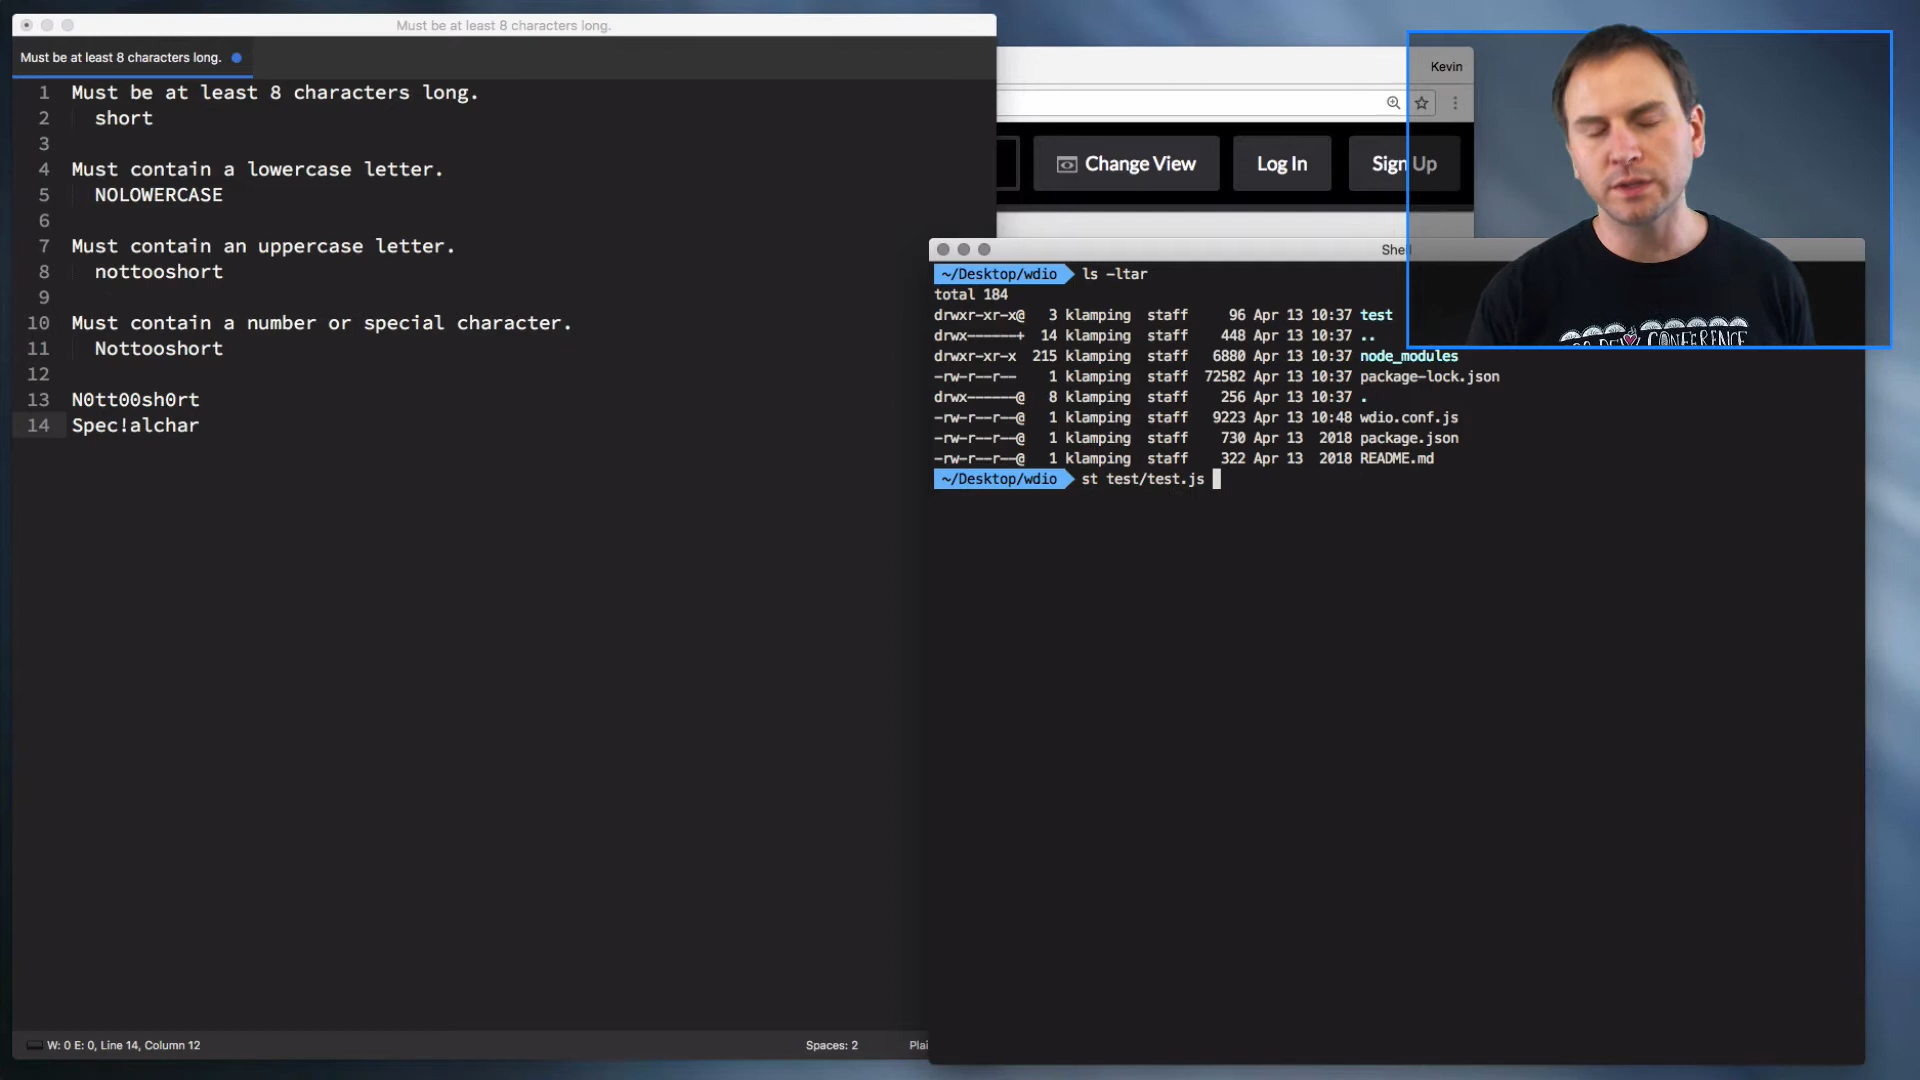 Must be at least 8 characters long.
Must be at least 8 characters long.
1 Must be at least 8 characters long.
2 short
3
4 Must contain a lowercase letter.
5 NOLOWERCASE
6
7 Must contain an uppercase letter.
8 nottooshort
9
10 Must contain a number or special character.
11 Nottooshort
12
13 N0tt00sh0rt
14 Spec!alchar
W: 0 E: 0, Line 14, Column 12
Spaces: 2
Kevin
Change View
Log In
Sign Up
~/Desktop/wdio ls -ltar
total 184
drwxr-xr-x@ 3 klamping staff 96 Apr 13 10:37 test
drwx------+ 14 klamping staff 448 Apr 13 10:37 ..
drwxr-xr-x 215 klamping staff 6880 Apr 13 10:37 node_modules
-rw-r--r-- 1 klamping staff 72582 Apr 13 10:37 package-lock.json
drwx------@ 8 klamping staff 256 Apr 13 10:37 .
-rw-r--r--@ 1 klamping staff 9223 Apr 13 10:48 wdio.conf.js
-rw-r--r--@ 1 klamping staff 730 Apr 13 2018 package.json
-rw-r--r--@ 1 klamping staff 322 Apr 13 2018 README.md
~/Desktop/wdio st test/test.js
CONFERENCE